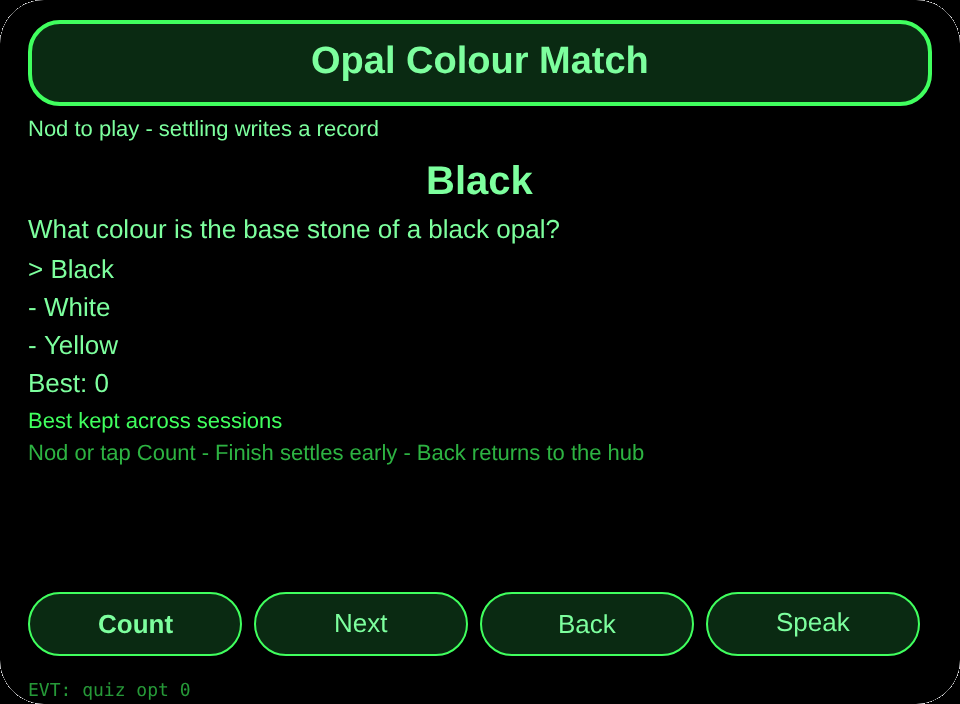 Opal Colour Match
Nod to play - settling writes a record
Black
What colour is the base stone of a black opal?
> Black
- White
- Yellow
Best: 0
Best kept across sessions
Nod or tap Count - Finish settles early - Back returns to the hub
Count
Next
Back
Speak
EVT: quiz opt 0